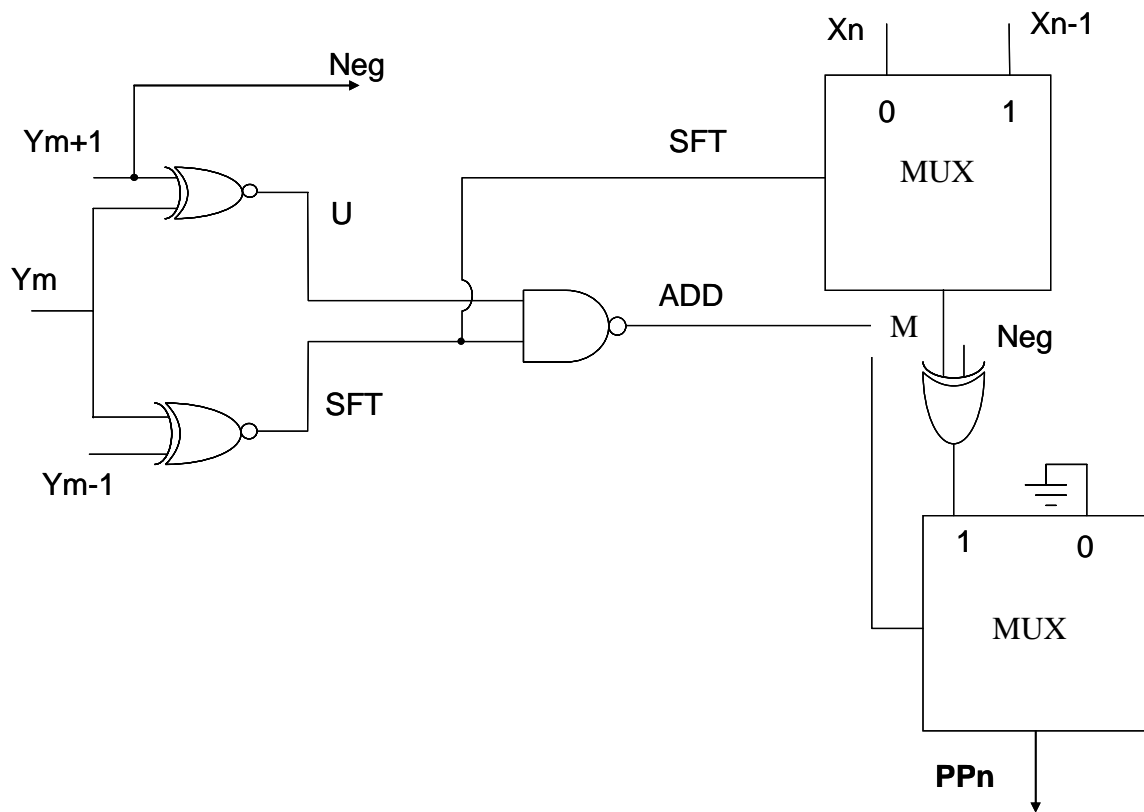 Xn
Xn-1
Neg
0
1
Ym+1
SFT
MUX
U
Ym
ADD
M
Neg
SFT
Ym-1
1
0
MUX
PPn